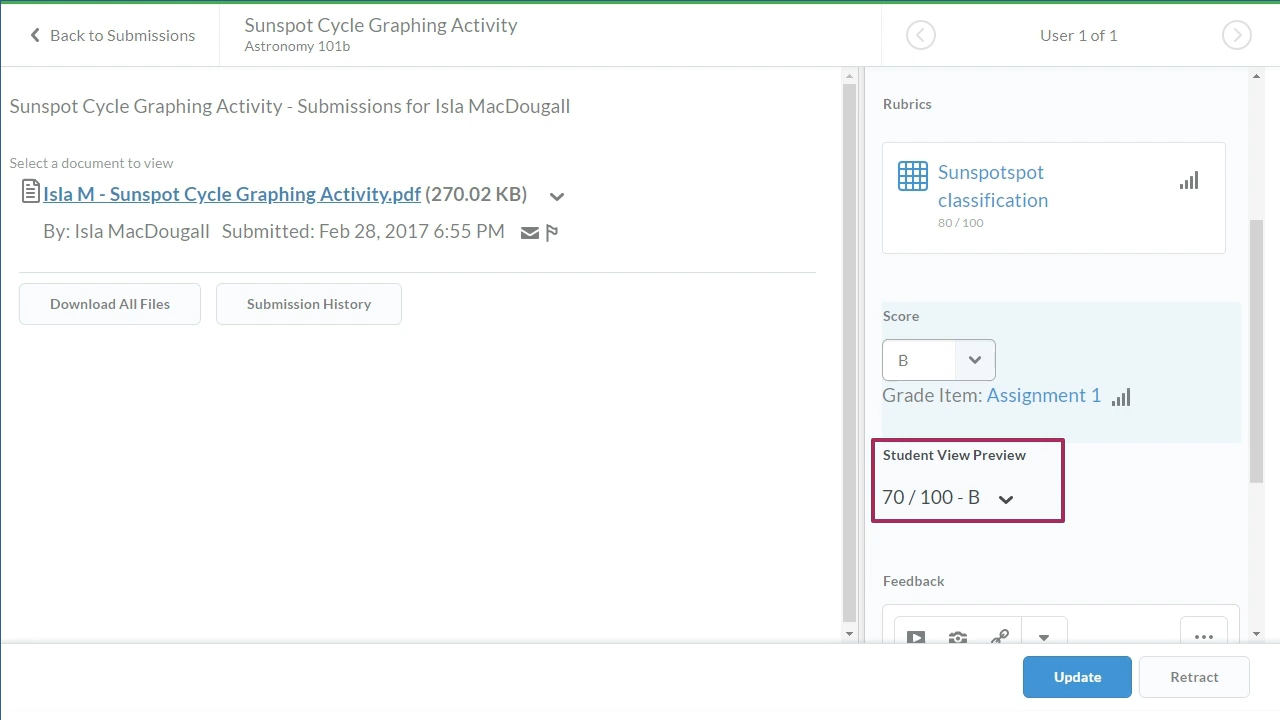 Back to Submissions
Sunspot Cycle Graphing Activity
Astronomy 101b
User 1 of 1
Sunspot Cycle Graphing Activity - Submissions for Isla MacDougall
Select a document to view
Isla M - Sunspot Cycle Graphing Activity.pdf (270.02 KB)
By: Isla MacDougall Submitted: Feb 28, 2017 6:55 PM
Download All Files
Submission History
Rubrics
Sunspotspot
classification
80 / 100
Score
B
Grade Item: Assignment 1
Student View Preview
70 / 100 - B
Feedback
Update
Retract